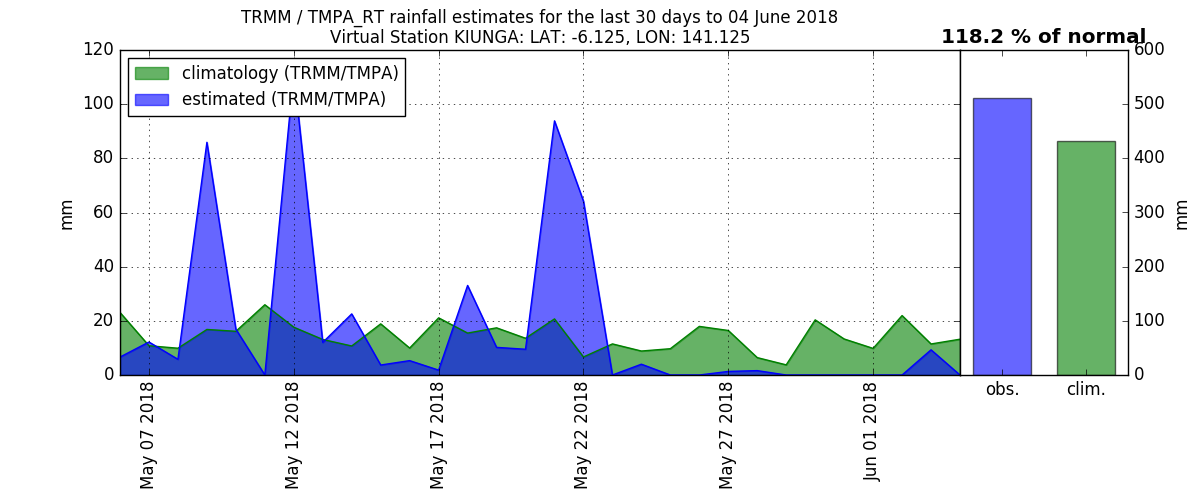 TRMM / TMPA_RT rainfall estimates for the last 30 days to 04 June 2018
Virtual Station KIUNGA: LAT: -6.125, LON: 141.125
118.2 % of normal
climatology (TRMM/TMPA)
estimated (TRMM/TMPA)
mm
120
100
80
60
40
20
0
May 07 2018
May 12 2018
May 17 2018
May 22 2018
May 27 2018
Jun 01 2018
600
500
400
300
200
100
0
mm
obs.
clim.